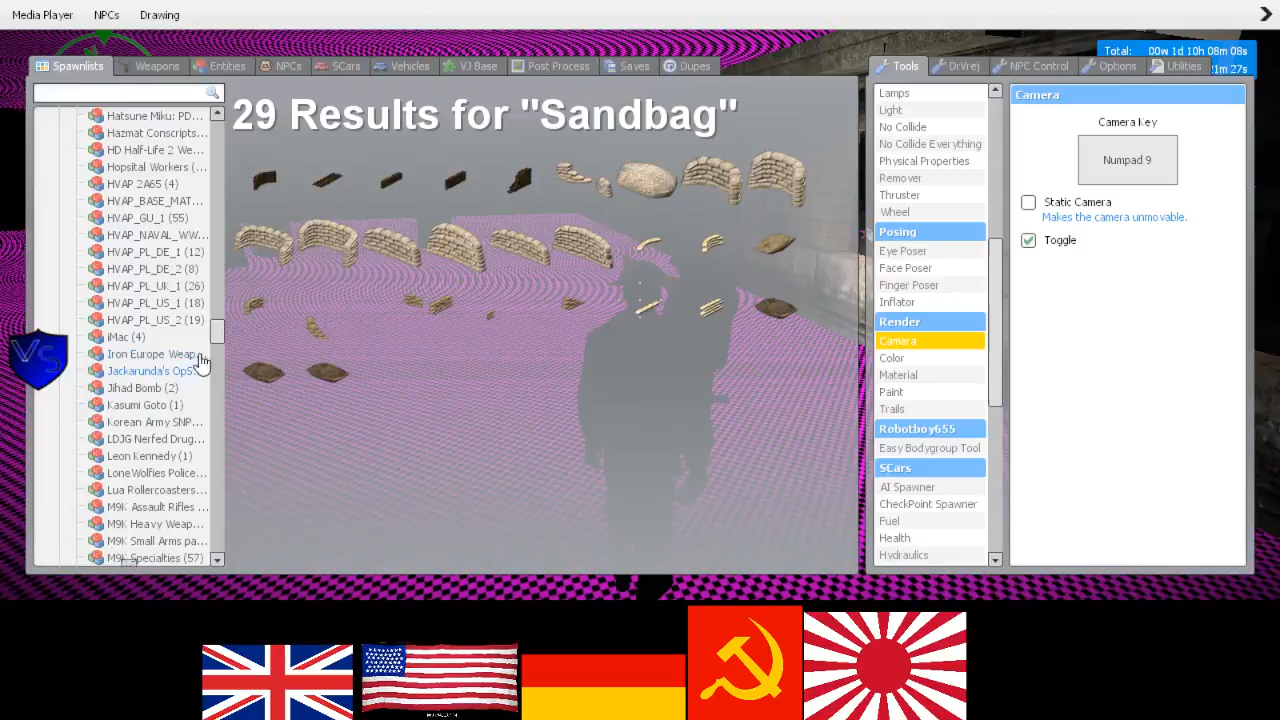 Media Player NPCs Drawing
Total: 00w 1d 10h 08m 08s
21m 27s
Spawnlists Weapons Entities NPCs SCars Vehicles VJ Base Post Process Saves Dupes
29 Results for "Sandbag"
Hatsune Miku: PD...
Hazmat Conscripts...
HD Half-Life 2 We...
Hopsital Workers (...
HVAP 2A65 (4)
HVAP_BASE_MAT...
HVAP_GU_1 (55)
HVAP_NAVAL_WW...
HVAP_PL_DE_1 (12)
HVAP_PL_DE_2 (8)
HVAP_PL_UK_1 (26)
HVAP_PL_US_1 (18)
HVAP_PL_US_2 (19)
iMac (4)
Iron Europe Weap...
Jackarunda's OpS...
Jihad Bomb (2)
Kasumi Goto (1)
Korean Army SNP...
LDJG Nerfed Drug...
Leon Kennedy (1)
Lone Wolfies Police...
Lua Rollercoasters...
M9K Assault Rifles ...
M9K Heavy Weap...
M9K Small Arms pa...
M9K Specialties (57)
VS
Tools DrVrej NPC Control Options Utilities
Lamps
Light
No Collide
No Collide Everything
Physical Properties
Remover
Thruster
Wheel
Posing
Eye Poser
Face Poser
Finger Poser
Inflator
Render
Camera
Color
Material
Paint
Trails
Robotboy655
Easy Bodygroup Tool
SCars
AI Spawner
CheckPoint Spawner
Fuel
Health
Hydraulics
Camera
Camera Key
Numpad 9
Static Camera
Makes the camera unmovable.
Toggle